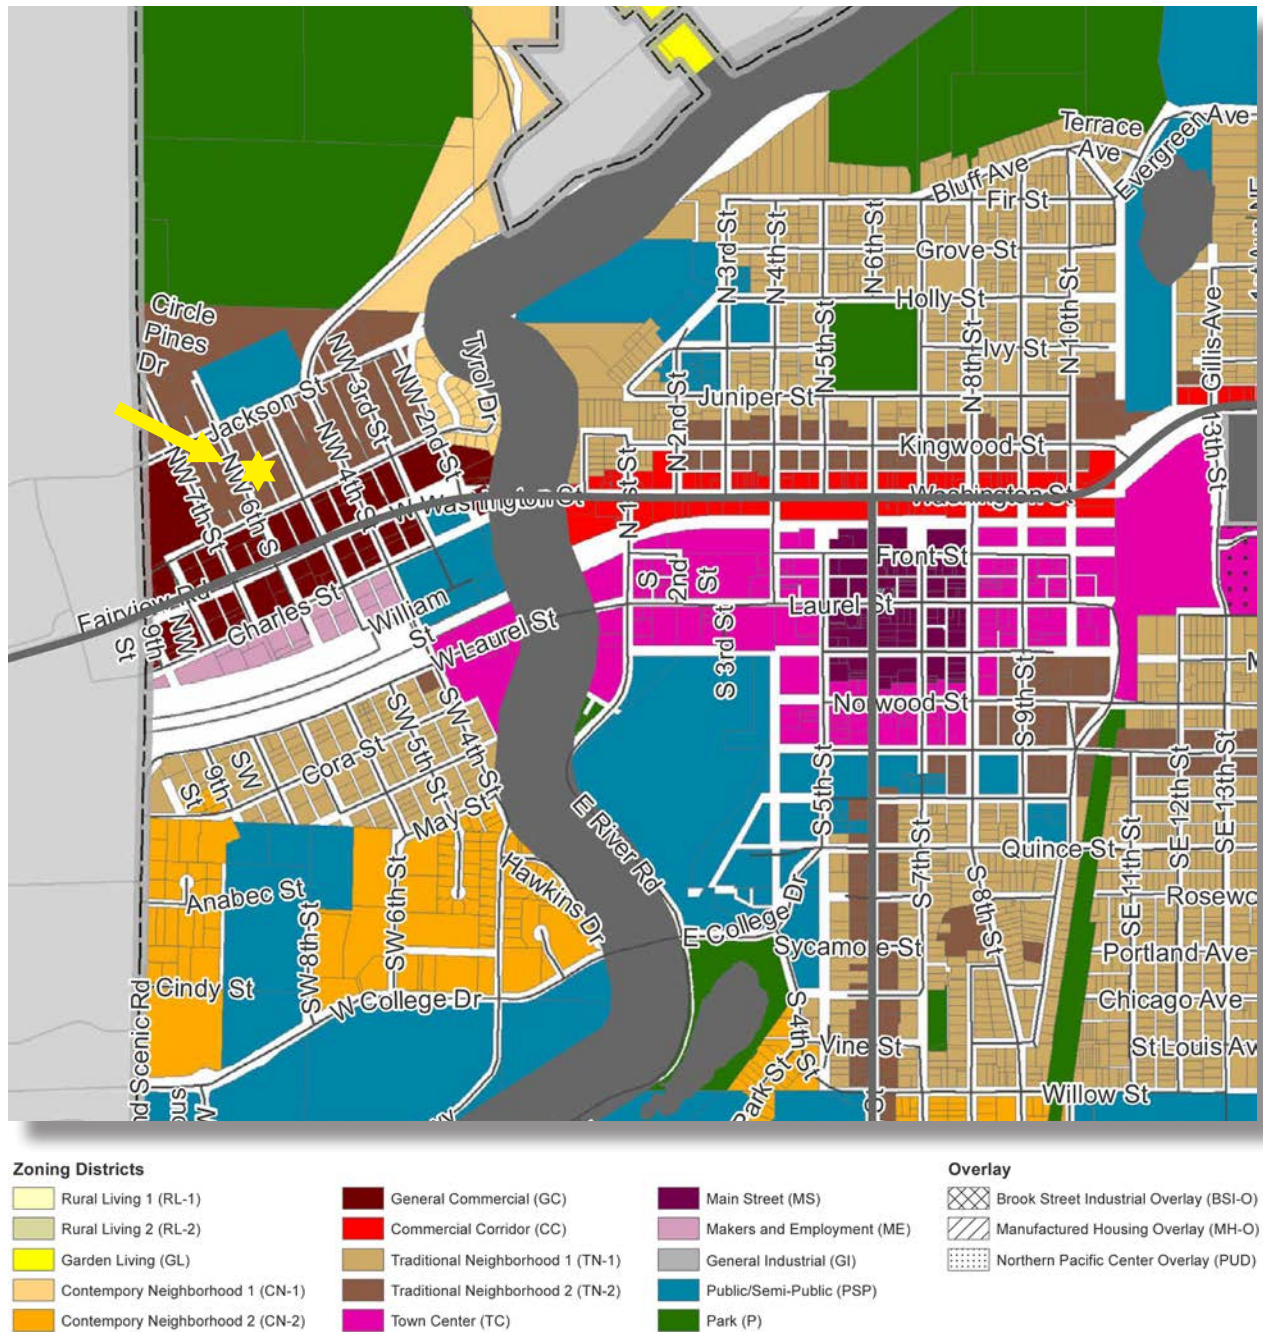 Terrace
Ave
Evergreen Ave
Bluff Ave
Fir St
Grove St
Holly St
Ivy St
Juniper St
Kingwood St
Washington St
Front St
Laurel St
Norwood St
Quince St
Portland Ave
Chicago Ave
Willow St
Vine St
Sycamore St
N 1st St
N 2nd St
N 3rd St
N 4th St
N 5th St
N 6th St
N 8th St
N 10th St
Gillis Ave
13th St
Circle
Pines
Dr
Jackson St
NW 7th St
NW 6th S
NW 4th S
NW 3rd St
NW 2nd St
Tyrol Dr
W Washington St
Fairview Rd
Charles St
William
St
W Laurel St
NW
9th
St
S
2nd
St
S 3rd St
S 5th St
S 7th St
S 8th St
S 9th St
SE 11th St
SE 12th St
SE 13th St
SW
9th
St
Cora St
SW 5th St
SW 4th St
May St
Anabec St
SW 8th St
SW 6th St
Hawkins Dr
E River Rd
E College Dr
Cindy St
W College Dr
S 4th St
Park St
St Louis Av
Rosewc
nd Scenic Rd
Zoning Districts
Rural Living 1 (RL-1)
Rural Living 2 (RL-2)
Garden Living (GL)
Contempory Neighborhood 1 (CN-1)
Contempory Neighborhood 2 (CN-2)
General Commercial (GC)
Commercial Corridor (CC)
Traditional Neighborhood 1 (TN-1)
Traditional Neighborhood 2 (TN-2)
Town Center (TC)
Main Street (MS)
Makers and Employment (ME)
General Industrial (GI)
Public/Semi-Public (PSP)
Park (P)
Overlay
Brook Street Industrial Overlay (BSI-O)
Manufactured Housing Overlay (MH-O)
Northern Pacific Center Overlay (PUD)